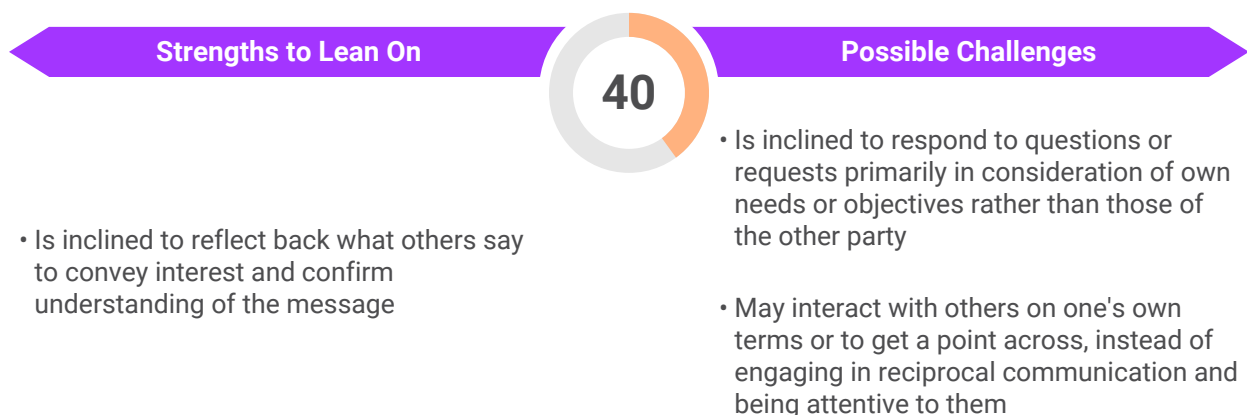 Strengths to Lean On
40
Possible Challenges
• Is inclined to reflect back what others say
to convey interest and confirm
understanding of the message
• Is inclined to respond to questions or
requests primarily in consideration of own
needs or objectives rather than those of
the other party
• May interact with others on one's own
terms or to get a point across, instead of
engaging in reciprocal communication and
being attentive to them